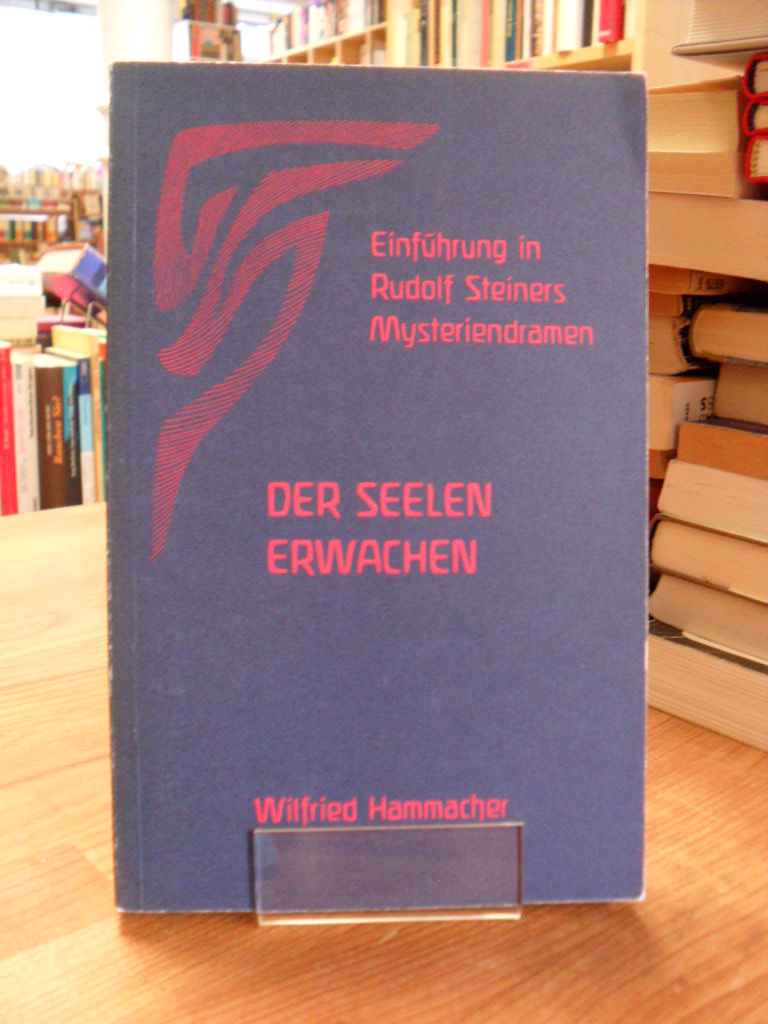 Einführung in
Rudolf Steiners
Mysteriendramen
DER SEELEN
ERWACHEN
Wilfried Hammacher